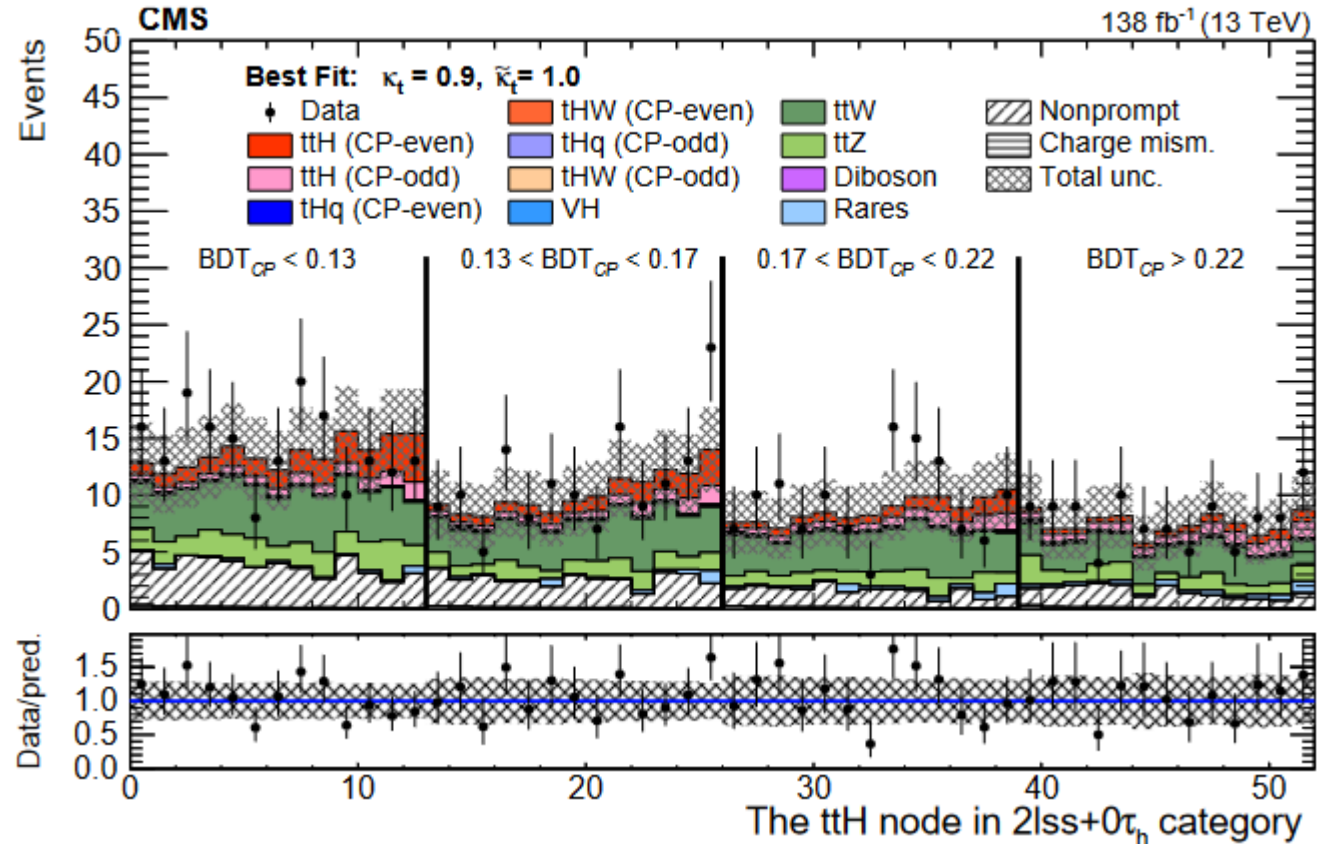 CMS 138 fb⁻¹ (13 TeV)
Events
50
45
40
35
30
25
20
15
10
5
0
Best Fit: κt = 0.9, κ̃t= 1.0
Data
ttH (CP-even)
ttH (CP-odd)
tHq (CP-even)
tHW (CP-even)
tHq (CP-odd)
tHW (CP-odd)
VH
ttW
ttZ
Diboson
Rares
Nonprompt
Charge mism.
Total unc.
BDTCP < 0.13
0.13 < BDTCP < 0.17
0.17 < BDTCP < 0.22
BDTCP > 0.22
Data/pred.
1.5
1.0
0.5
0.0
0 10 20 30 40 50
The ttH node in 2lss+0τh category